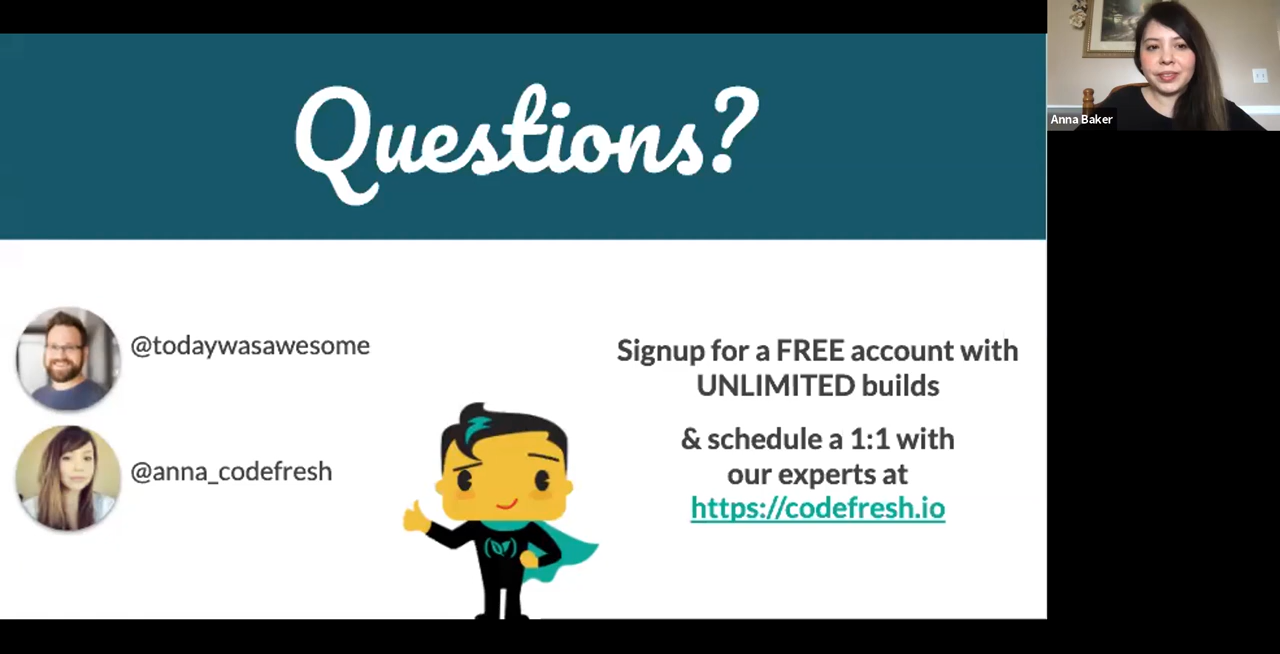 Questions?
Anna Baker
@todaywasawesome
@anna_codefresh
Signup for a FREE account with
UNLIMITED builds
& schedule a 1:1 with
our experts at
https://codefresh.io